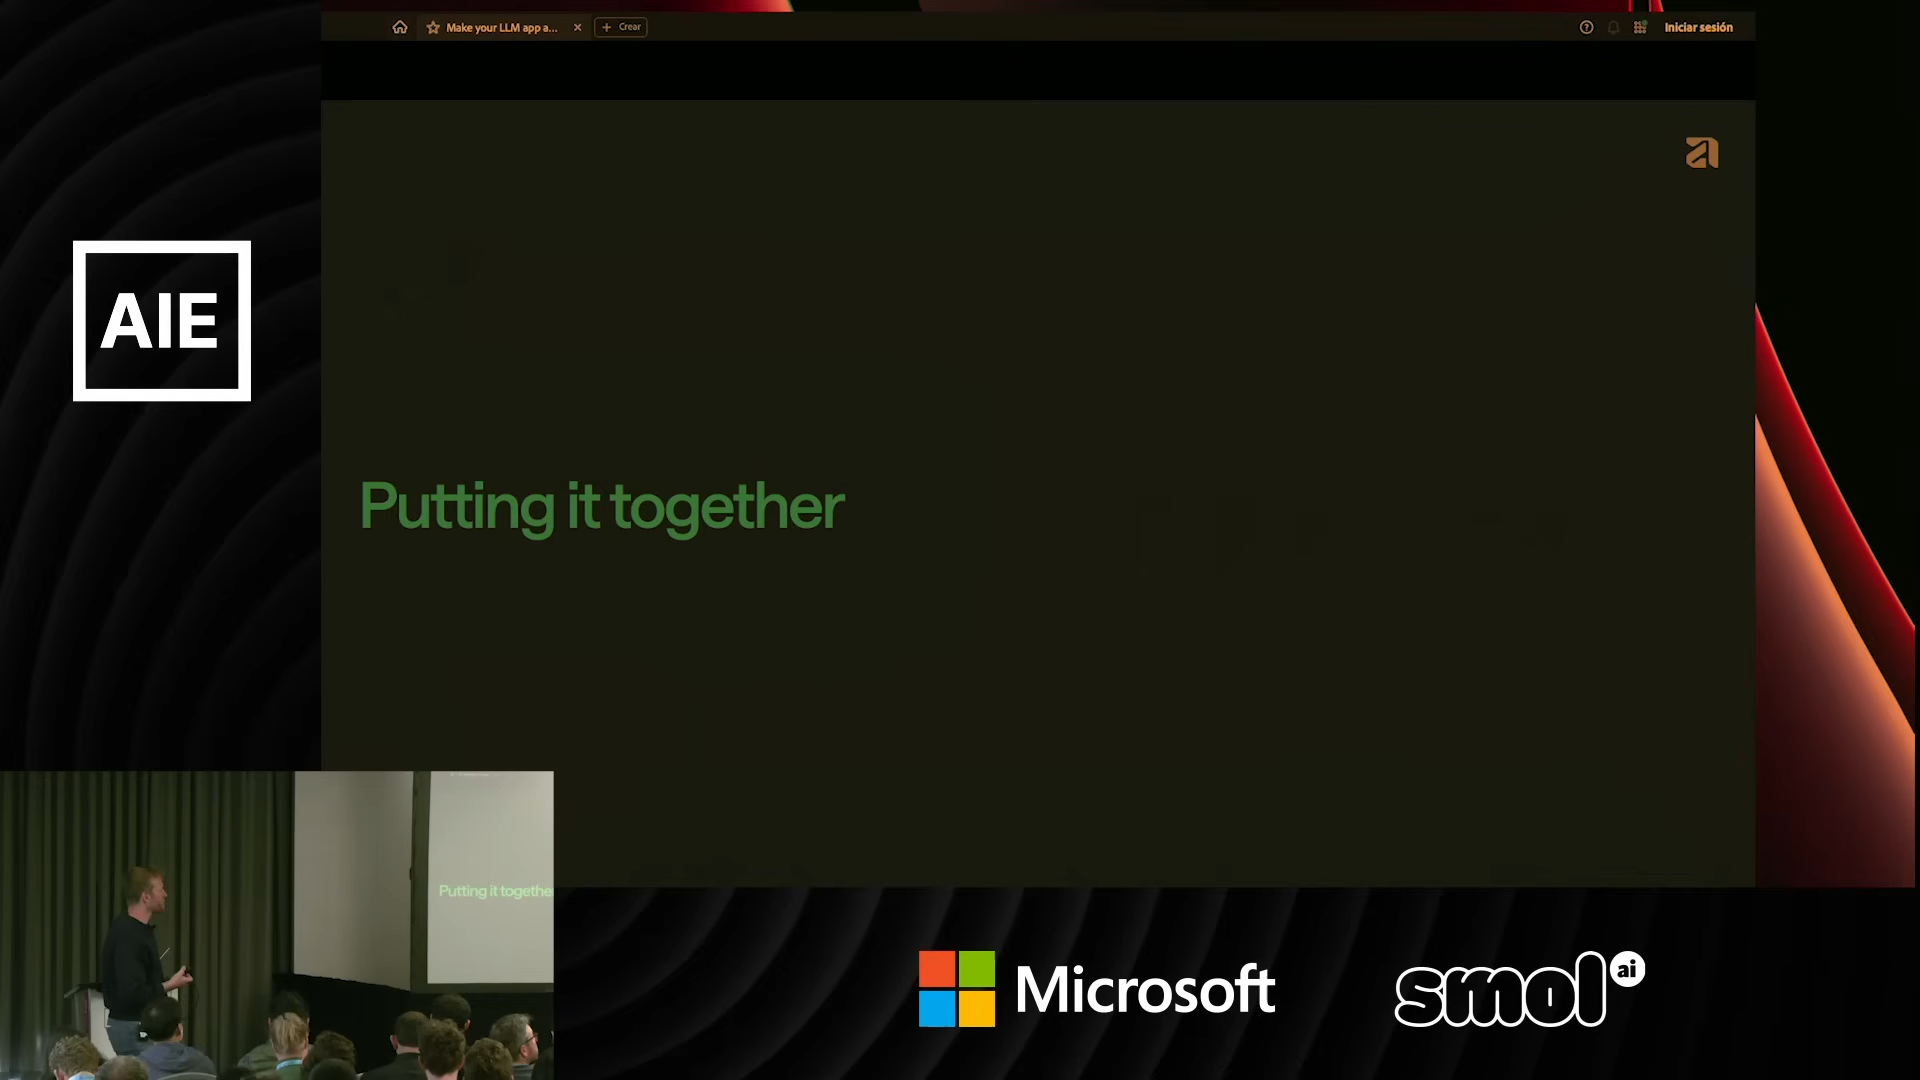 Make your LLM app a...
+ Crear
Iniciar sesión
AIE
Putting it together
Putting it together
Microsoft
smol ai